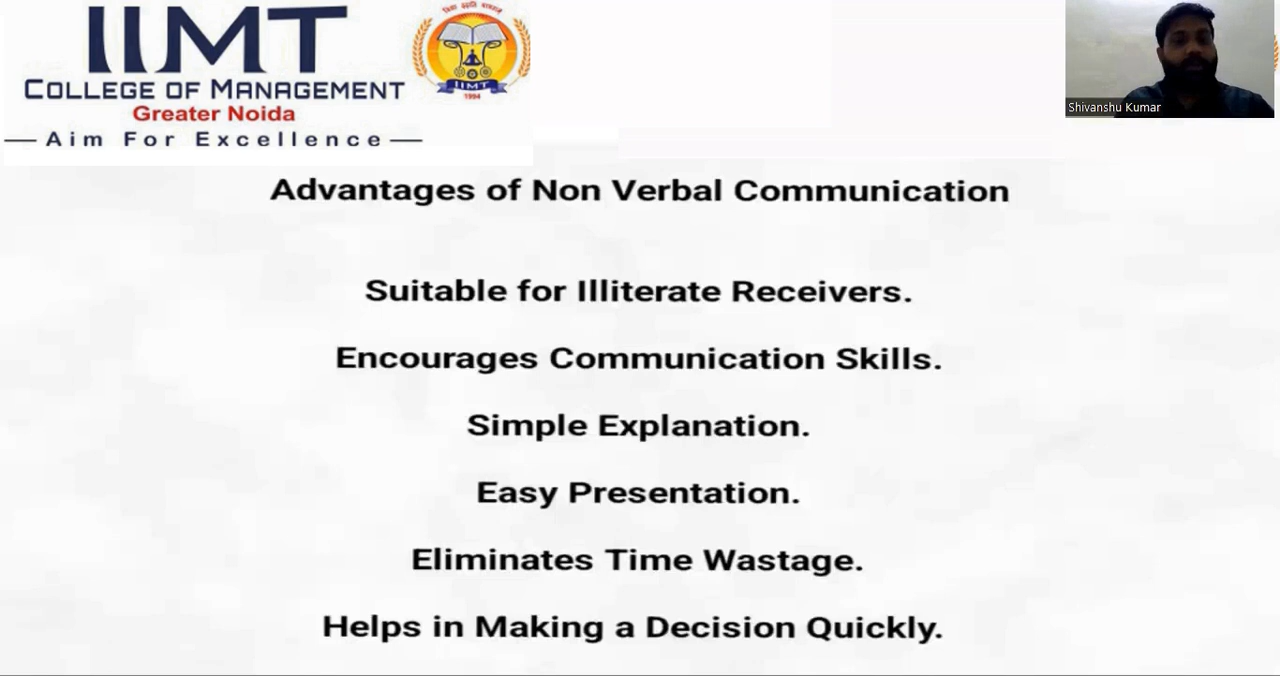 IIMT
COLLEGE OF MANAGEMENT
Greater Noida
Aim For Excellence
IIMT
1994
Shivanshu Kumar
Advantages of Non Verbal Communication
Suitable for Illiterate Receivers.
Encourages Communication Skills.
Simple Explanation.
Easy Presentation.
Eliminates Time Wastage.
Helps in Making a Decision Quickly.